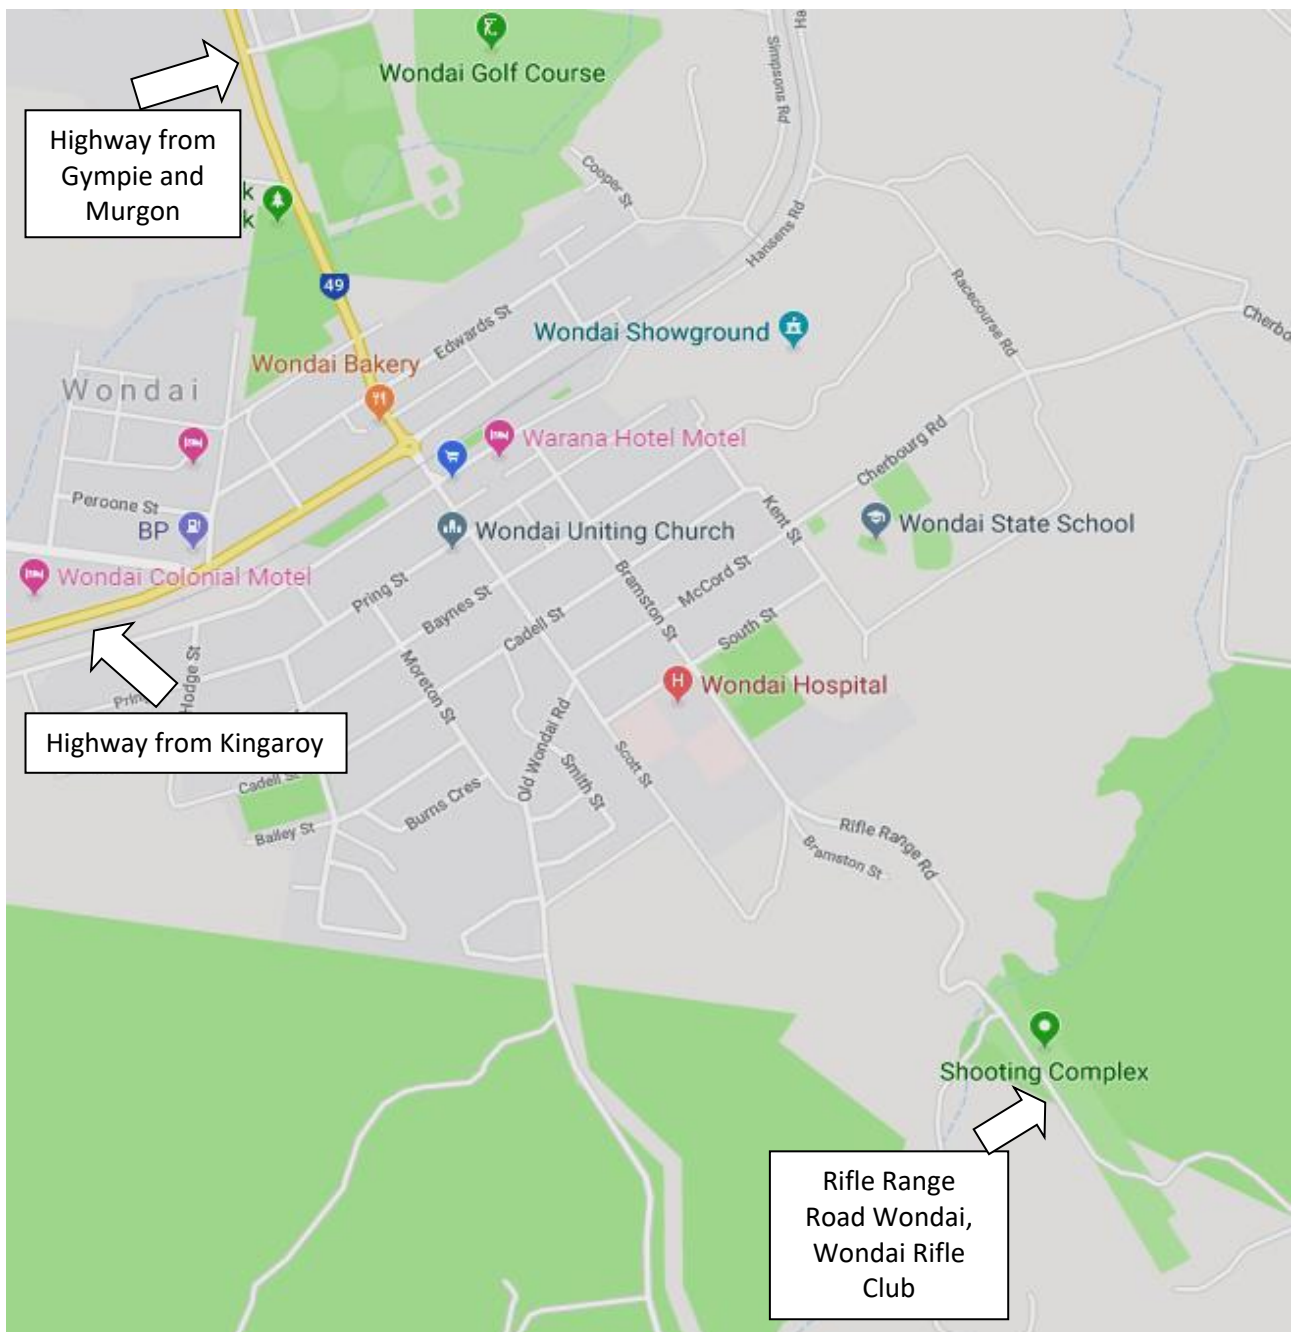 Wondai Golf Course
Simpsons Rd
Ha
Highway from
Gympie and
Murgon
k
k
Cooper St
Hansens Rd
49
Racecourse Rd
Cherbo
Edwards St
Wondai Showground
Wondai Bakery
Wondai
Warana Hotel Motel
Cherbourg Rd
Peroone St
BP
Kent St
Wondai Uniting Church
Wondai State School
Wondai Colonial Motel
Pring St
Baynes St
Bramston St
McCord St
Cadell St
South St
Moreton St
Hodge St
Pring
H
Wondai Hospital
Highway from Kingaroy
Old Wondai Rd
Scott St
Smith St
Cadell St
Burns Cres
Bailey St
Rifle Range Rd
Bramston St
Shooting Complex
Rifle Range
Road Wondai,
Wondai Rifle
Club